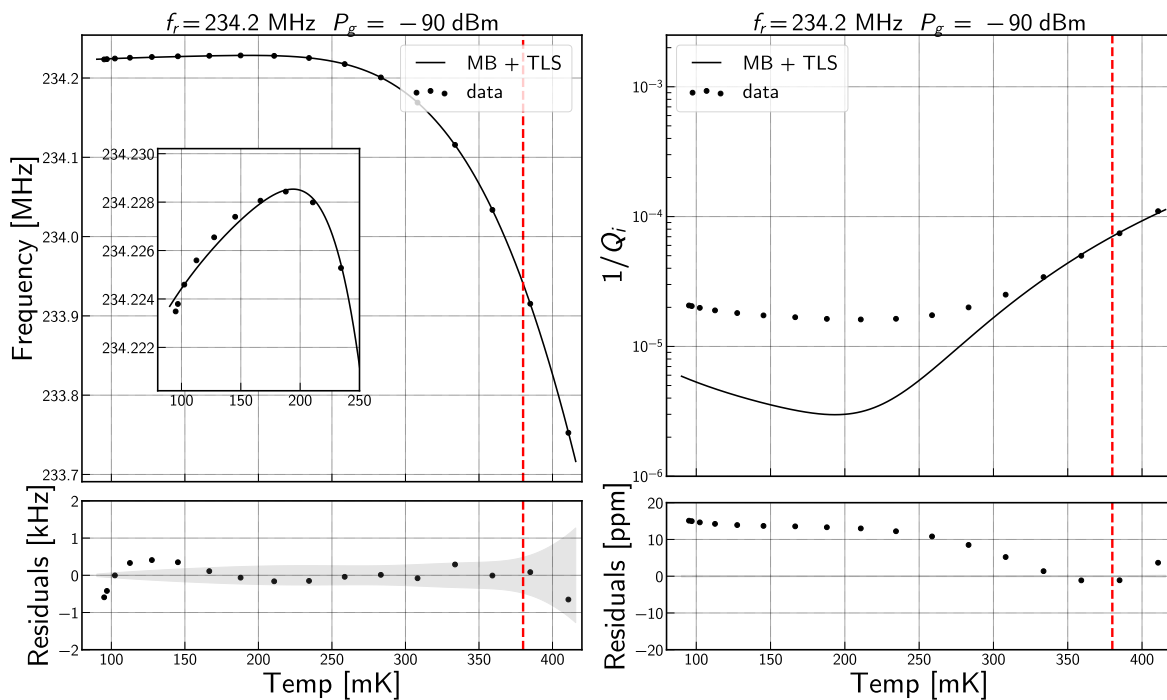 f_r = 234.2 MHz P_g = −90 dBm
MB + TLS
data
Frequency [MHz]
234.2
234.1
234.0
233.9
233.8
233.7
234.230
234.228
234.226
234.224
234.222
100 150 200 250
Residuals [kHz]
2
1
0
−1
−2
100 150 200 250 300 350 400
Temp [mK]
f_r = 234.2 MHz P_g = −90 dBm
MB + TLS
data
1/Q_i
10⁻³
10⁻⁴
10⁻⁵
10⁻⁶
Residuals [ppm]
20
10
0
−10
−20
100 150 200 250 300 350 400
Temp [mK]